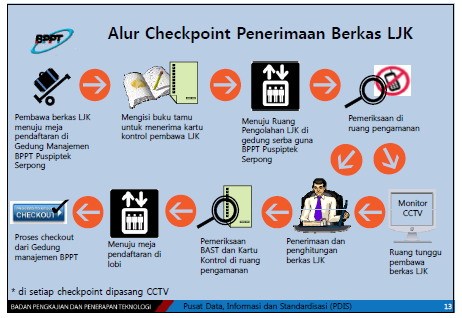 BPPT
Alur Checkpoint Penerimaan Berkas LJK
Pembawa berkas LJK
menuju meja
pendaftaran di
Gedung Manajemen
BPPT Puspiptek
Serpong
Mengisi buku tamu
untuk menerima kartu
kontrol pembawa LJK
Menuju Ruang
Pengolahan LJK di
gedung serba guna
BPPT Puspiptek
Serpong
Pemeriksaan di
ruang pengamanan
CHECKOUT
Proses checkout
dari Gedung
manajemen BPPT
Menuju meja
pendaftaran di
lobi
Pemeriksaan
BAST dan Kartu
Kontrol di ruang
pengamanan
Penerimaan dan
penghitungan
berkas LJK
Monitor
CCTV
Ruang tunggu
pembawa
berkas LJK
* di setiap checkpoint dipasang CCTV
BADAN PENGKAJIAN DAN PENERAPAN TEKNOLOGI
Pusat Data, Informasi dan Standardisasi (PDIS)
13